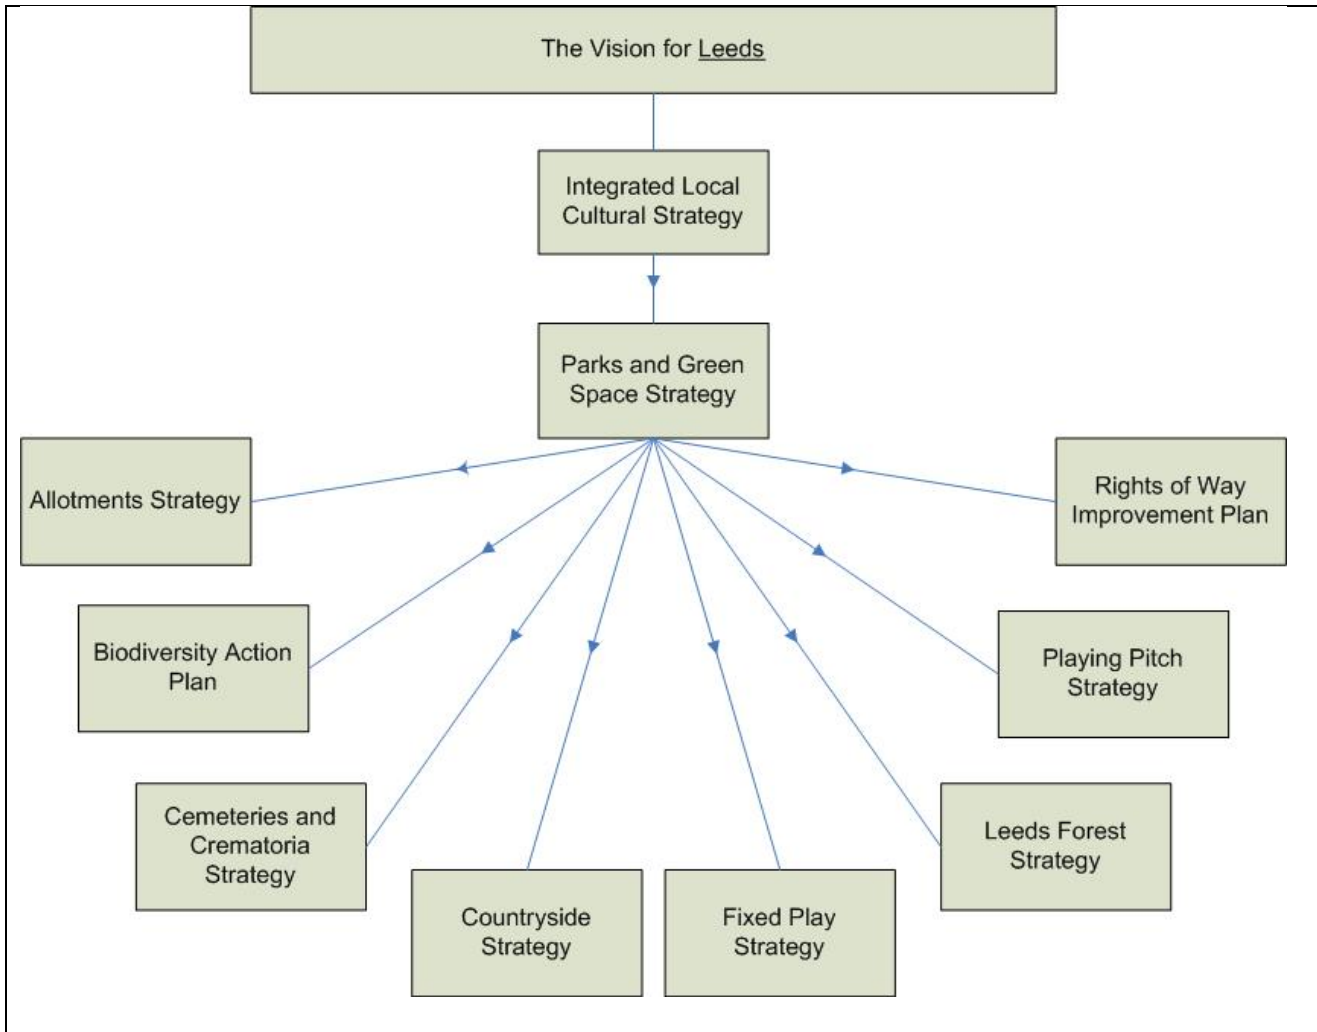 The Vision for Leeds
Integrated Local
Cultural Strategy
Parks and Green
Space Strategy
Allotments Strategy
Rights of Way
Improvement Plan
Biodiversity Action
Plan
Playing Pitch
Strategy
Cemeteries and
Crematoria
Strategy
Leeds Forest
Strategy
Countryside
Strategy
Fixed Play
Strategy